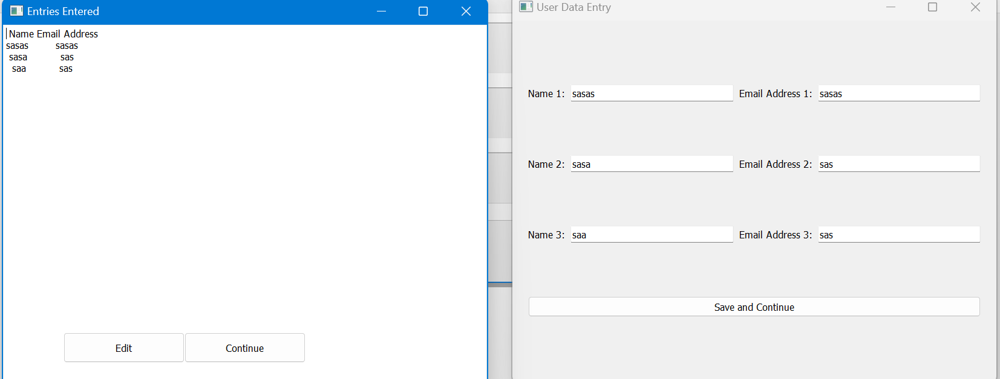 Entries Entered
Name Email Address
sasas sasas
sasa sas
saa sas
Edit Continue
User Data Entry
Name 1: sasas Email Address 1: sasas
Name 2: sasa Email Address 2: sas
Name 3: saa Email Address 3: sas
Save and Continue